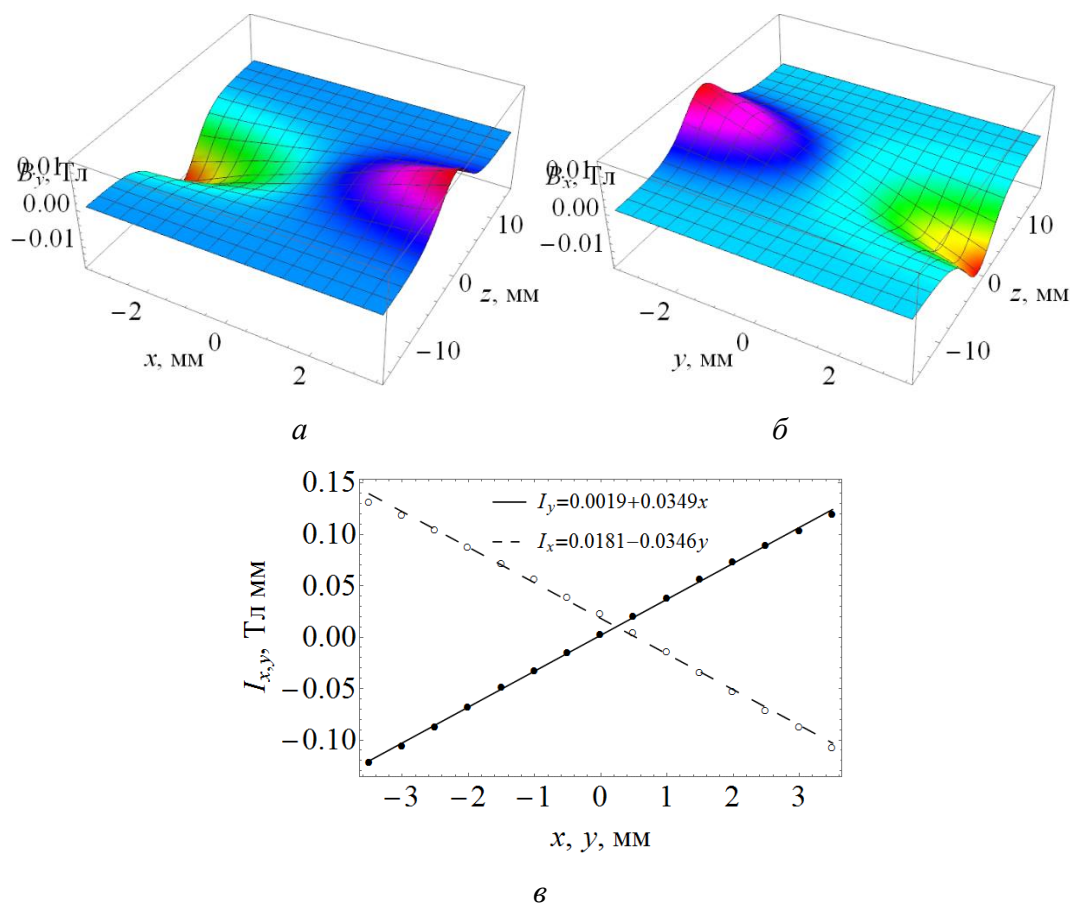 0.01
B_y, Тл
0.00
−0.01
−2
0
2
x, мм
10
0
−10
z, мм
а
0.01
B_x, Тл
0.00
−0.01
−2
0
2
y, мм
10
0
−10
z, мм
б
I_y=0.0019+0.0349x
I_x=0.0181−0.0346y
I_{x,y}, Тл мм
0.15
0.10
0.05
0.00
−0.05
−0.10
−3 −2 −1 0 1 2 3
x, y, мм
в